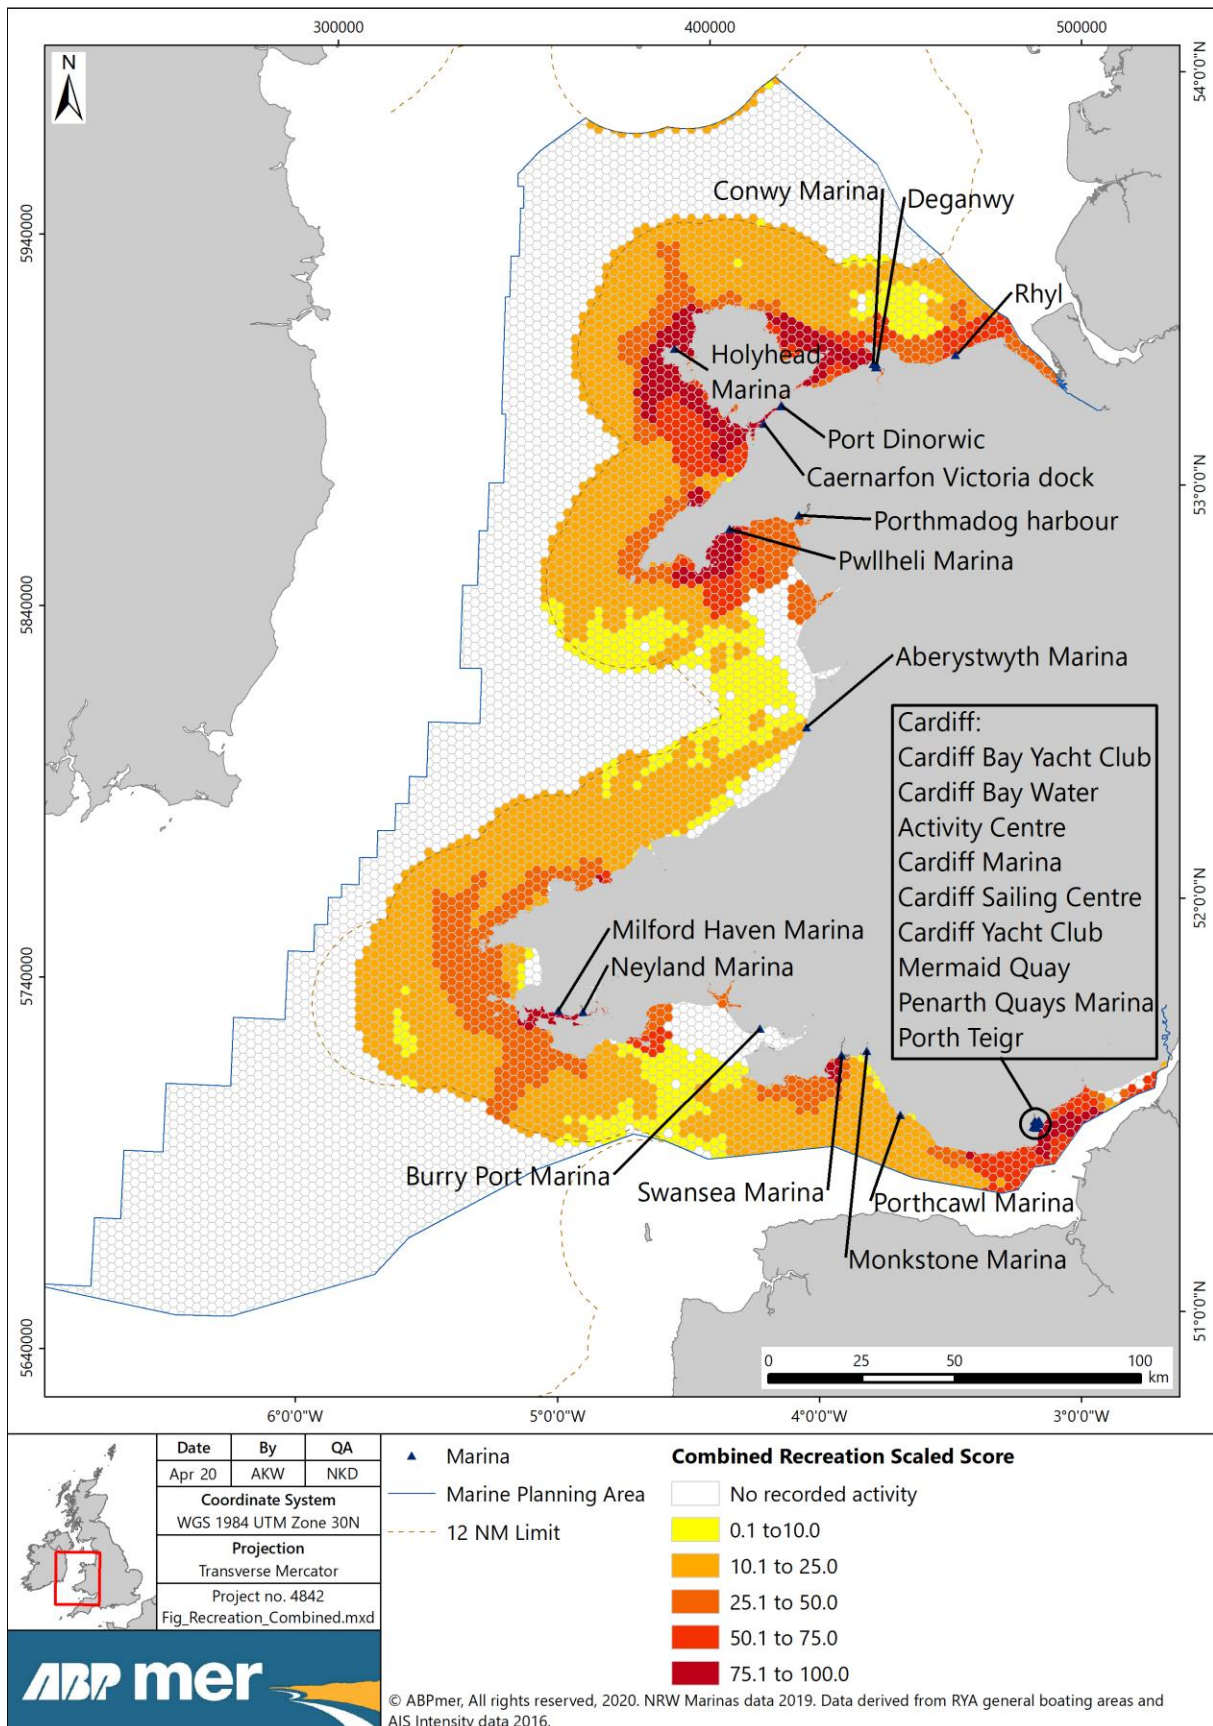 300000
400000
500000
N
54°0'0"N
Conwy Marina
Deganwy
5940000
Rhyl
Holyhead
Marina
Port Dinorwic
Caernarfon Victoria dock
53°0'0"N
Porthmadog harbour
Pwllheli Marina
5840000
Aberystwyth Marina
Cardiff:
Cardiff Bay Yacht Club
Cardiff Bay Water
Activity Centre
Cardiff Marina
Cardiff Sailing Centre
Cardiff Yacht Club
Mermaid Quay
Penarth Quays Marina
Porth Teigr
52°0'0"N
Milford Haven Marina
Neyland Marina
5740000
Burry Port Marina
Swansea Marina
Porthcawl Marina
Monkstone Marina
51°0'0"N
5640000
0 25 50 100
km
6°0'0"W
5°0'0"W
4°0'0"W
3°0'0"W
Date By QA
Apr 20 AKW NKD
Coordinate System
WGS 1984 UTM Zone 30N
Projection
Transverse Mercator
Project no. 4842
Fig_Recreation_Combined.mxd
ABP mer
Marina
Marine Planning Area
12 NM Limit
Combined Recreation Scaled Score
No recorded activity
0.1 to10.0
10.1 to 25.0
25.1 to 50.0
50.1 to 75.0
75.1 to 100.0
© ABPmer, All rights reserved, 2020. NRW Marinas data 2019. Data derived from RYA general boating areas and
AIS Intensity data 2016.